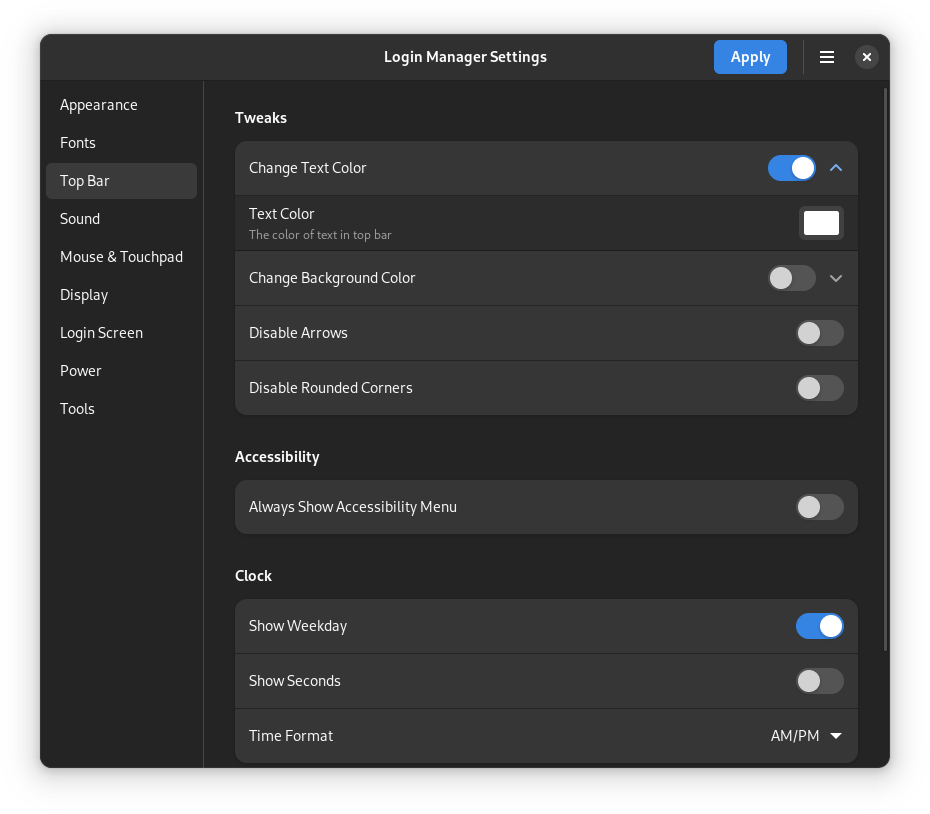 Login Manager Settings
Apply
Appearance
Fonts
Top Bar
Sound
Mouse & Touchpad
Display
Login Screen
Power
Tools
Tweaks
Change Text Color
Text Color
The color of text in top bar
Change Background Color
Disable Arrows
Disable Rounded Corners
Accessibility
Always Show Accessibility Menu
Clock
Show Weekday
Show Seconds
Time Format AM/PM